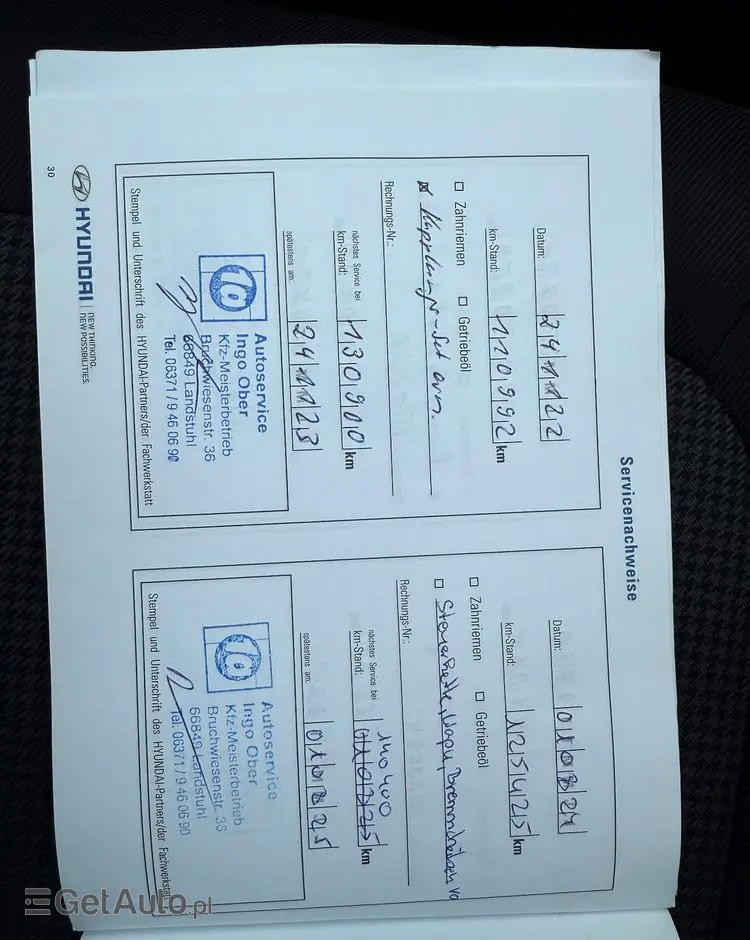 Servicenachweise
Datum: 24 11 22
km-Stand: 110992 km
☐ Zahnriemen ☐ Getriebeöl
☒ Kupplungs-Set ern.
Rechnungs-Nr.:
nächstes Service bei
km-Stand: 130900 km
spätestens am: 24 11 23
Autoservice
Ingo Ober
Kfz-Meisterbetrieb
Bruchwiesenstr. 36
66849 Landstuhl
Tel. 06371 / 9 46 06 90
Stempel und Unterschrift des HYUNDAI-Partners/der Fachwerkstatt
Datum: 01 08 24
km-Stand: 125425 km
☐ Zahnriemen ☐ Getriebeöl
☐ Steuerkette, Wapu,
Rechnungs-Nr.:
nächstes Service bei
140400
km-Stand: km
spätestens am: 01 08 25
Autoservice
Ingo Ober
Kfz-Meisterbetrieb
Bruchwiesenstr. 36
66849 Landstuhl
Tel. 06371 / 9 46 06 90
Stempel und Unterschrift des HYUNDAI-Partners/der Fachwerkstatt
30
HYUNDAI
NEW THINKING.
NEW POSSIBILITIES.
GetAuto.pl